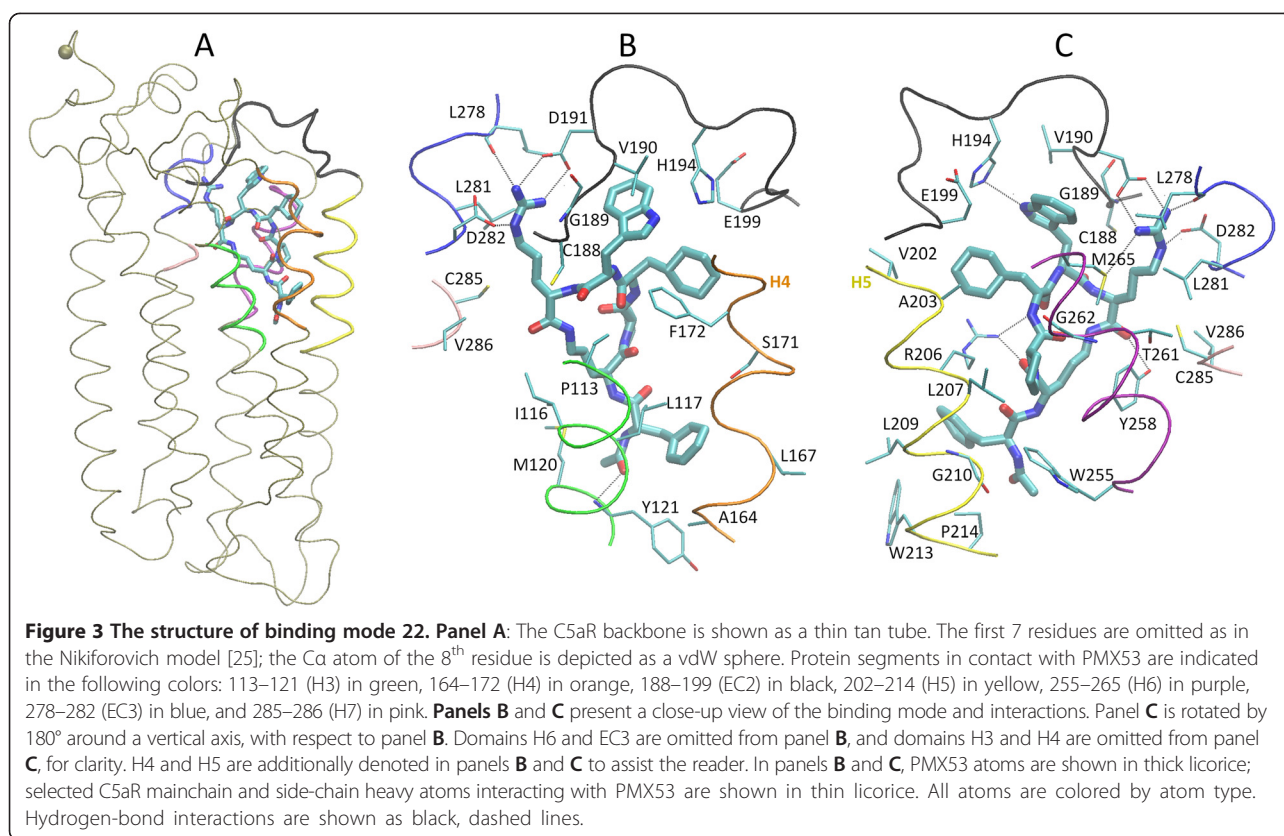 A
B
C
L278
D191
V190
H194
L281
D282
G189
E199
C188
C285
H4
F172
V286
S171
P113
I116
L117
M120
L167
Y121
A164
H194
V190
L278
E199
G189
D282
C188
V202
M265
H5
L281
A203
G262
V286
R206
T261
C285
L207
L209
Y258
G210
W255
P214
W213
Figure 3 The structure of binding mode 22. Panel A: The C5aR backbone is shown as a thin tan tube. The first 7 residues are omitted as in
the Nikiforovich model [25]; the Cα atom of the 8th residue is depicted as a vdW sphere. Protein segments in contact with PMX53 are indicated
in the following colors: 113–121 (H3) in green, 164–172 (H4) in orange, 188–199 (EC2) in black, 202–214 (H5) in yellow, 255–265 (H6) in purple,
278–282 (EC3) in blue, and 285–286 (H7) in pink. Panels B and C present a close-up view of the binding mode and interactions. Panel C is rotated by
180° around a vertical axis, with respect to panel B. Domains H6 and EC3 are omitted from panel B, and domains H3 and H4 are omitted from panel
C, for clarity. H4 and H5 are additionally denoted in panels B and C to assist the reader. In panels B and C, PMX53 atoms are shown in thick licorice;
selected C5aR mainchain and side-chain heavy atoms interacting with PMX53 are shown in thin licorice. All atoms are colored by atom type.
Hydrogen-bond interactions are shown as black, dashed lines.